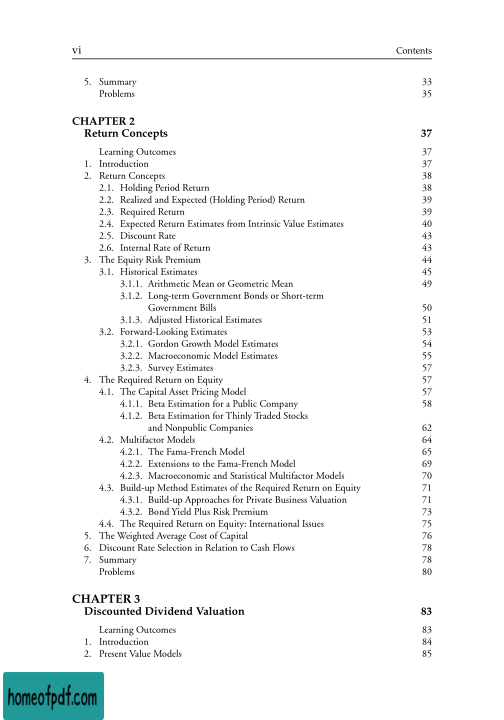 vi Contents
5. Summary 33
Problems 35
CHAPTER 2
Return Concepts 37
Learning Outcomes 37
1. Introduction 37
2. Return Concepts 38
2.1. Holding Period Return 38
2.2. Realized and Expected (Holding Period) Return 39
2.3. Required Return 39
2.4. Expected Return Estimates from Intrinsic Value Estimates 40
2.5. Discount Rate 43
2.6. Internal Rate of Return 43
3. The Equity Risk Premium 44
3.1. Historical Estimates 45
3.1.1. Arithmetic Mean or Geometric Mean 49
3.1.2. Long-term Government Bonds or Short-term
Government Bills 50
3.1.3. Adjusted Historical Estimates 51
3.2. Forward-Looking Estimates 53
3.2.1. Gordon Growth Model Estimates 54
3.2.2. Macroeconomic Model Estimates 55
3.2.3. Survey Estimates 57
4. The Required Return on Equity 57
4.1. The Capital Asset Pricing Model 57
4.1.1. Beta Estimation for a Public Company 58
4.1.2. Beta Estimation for Thinly Traded Stocks
and Nonpublic Companies 62
4.2. Multifactor Models 64
4.2.1. The Fama-French Model 65
4.2.2. Extensions to the Fama-French Model 69
4.2.3. Macroeconomic and Statistical Multifactor Models 70
4.3. Build-up Method Estimates of the Required Return on Equity 71
4.3.1. Build-up Approaches for Private Business Valuation 71
4.3.2. Bond Yield Plus Risk Premium 73
4.4. The Required Return on Equity: International Issues 75
5. The Weighted Average Cost of Capital 76
6. Discount Rate Selection in Relation to Cash Flows 78
7. Summary 78
Problems 80
CHAPTER 3
Discounted Dividend Valuation 83
Learning Outcomes 83
1. Introduction 84
2. Present Value Models 85
homeofpdf.com